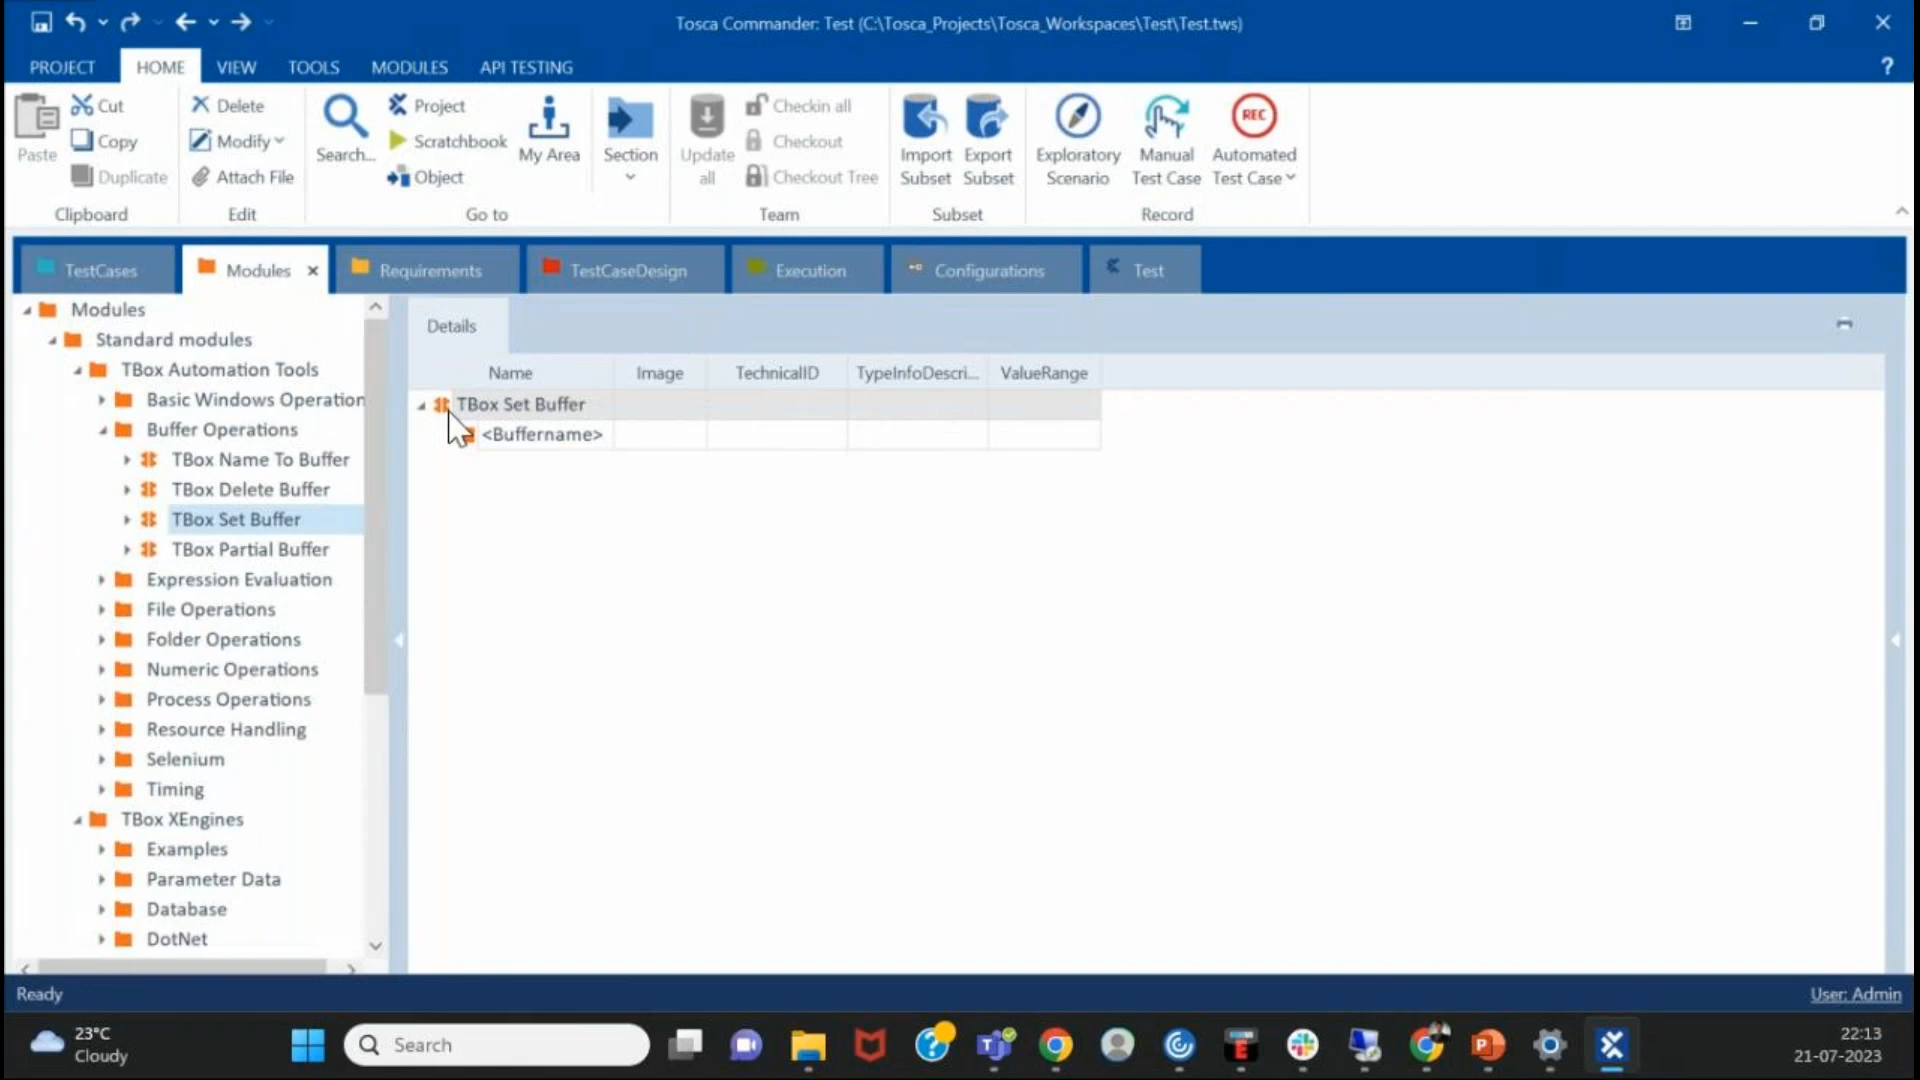 Tosca Commander: Test (C:\Tosca_Projects\Tosca_Workspaces\Test\Test.tws)
PROJECT HOME VIEW TOOLS MODULES API TESTING ?
Paste
Cut
Copy
Duplicate
Clipboard
Delete
Modify
Attach File
Edit
Search...
Project
Scratchbook
Object
My Area
Go to
Section
Update all
Checkin all
Checkout
Checkout Tree
Team
Import Subset
Export Subset
Subset
Exploratory Scenario
Manual Test Case
REC
Automated Test Case
Record
TestCases Modules Requirements TestCaseDesign Execution Configurations Test
Modules
Standard modules
TBox Automation Tools
Basic Windows Operation
Buffer Operations
TBox Name To Buffer
TBox Delete Buffer
TBox Set Buffer
TBox Partial Buffer
Expression Evaluation
File Operations
Folder Operations
Numeric Operations
Process Operations
Resource Handling
Selenium
Timing
TBox XEngines
Examples
Parameter Data
Database
DotNet
Details
Name Image TechnicalID TypeInfoDescri... ValueRange
TBox Set Buffer
<Buffername>
Ready
User: Admin
23°C
Cloudy
Search
22:13
21-07-2023